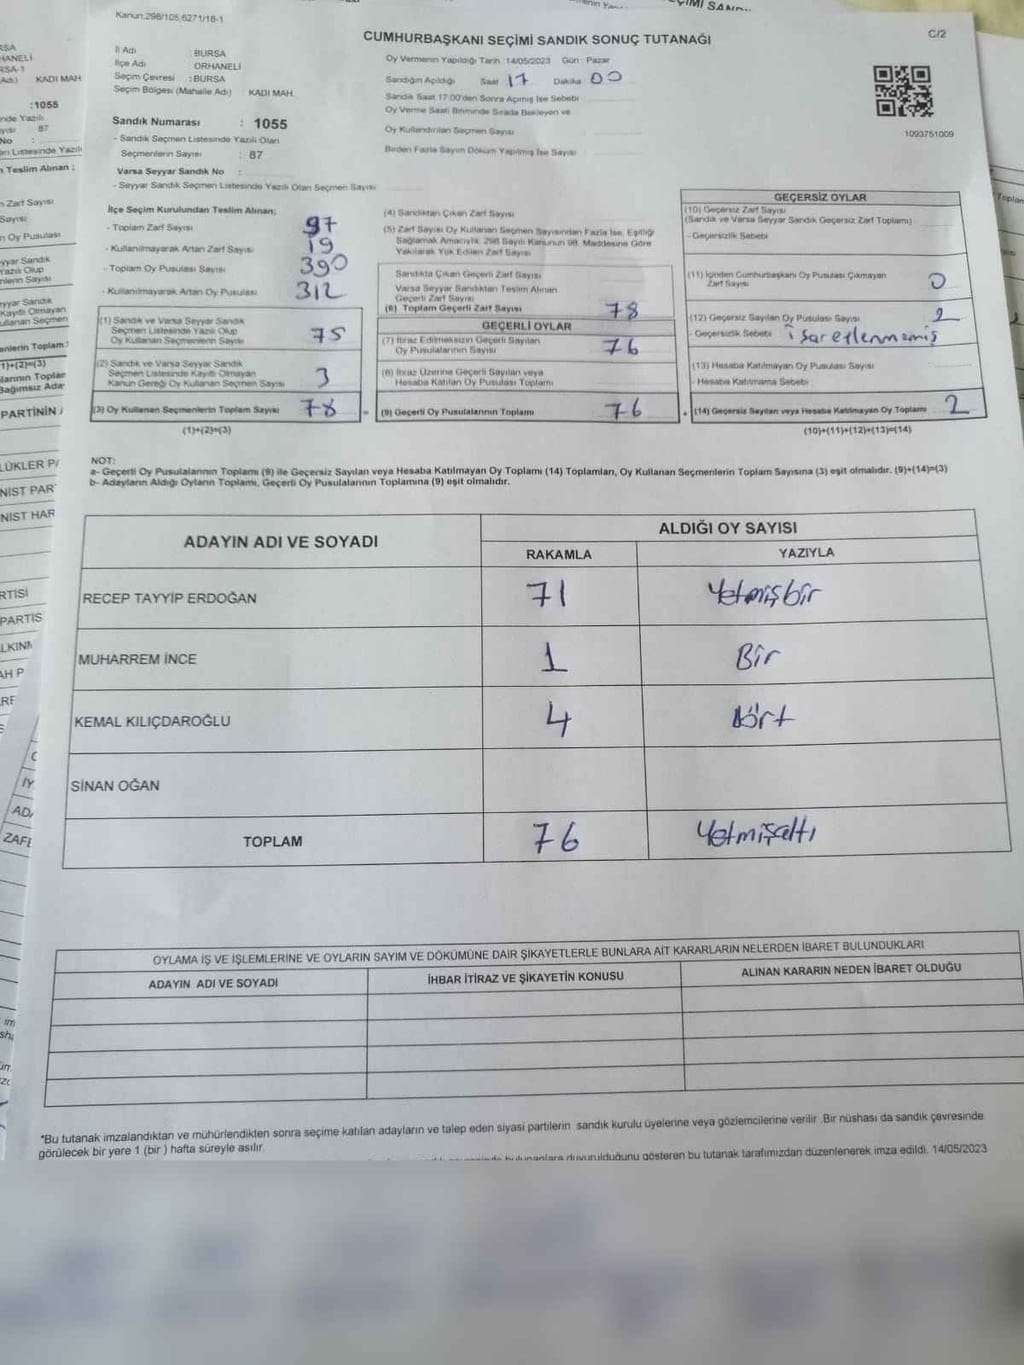 Kanun:298/105,6271/18-1
C/2
CUMHURBAŞKANI SEÇİMİ SANDIK SONUÇ TUTANAĞI
İl Adı : BURSA
İlçe Adı : ORHANELİ
Seçim Çevresi : BURSA
Seçim Bölgesi (Mahalle Adı) KADI MAH.
Oy Vermenin Yapıldığı Tarih 14/05/2023 Gün Pazar
Sandığın Açıldığı Saat 17 Dakika 00
Sandık Saat 17:00'den Sonra Açılmış İse Sebebi
Oy Verme Saati Bitiminde Sırada Bekleyen ve
Oy Kullandırılan Seçmen Sayısı
Birden Fazla Sayım Döküm Yapılmış İse Sayısı
1093751009
Sandık Numarası : 1055
- Sandık Seçmen Listesinde Yazılı Olan
Seçmenlerin Sayısı : 87
Varsa Seyyar Sandık No :
- Seyyar Sandık Seçmen Listesinde Yazılı Olan Seçmen Sayısı
İlçe Seçim Kurulundan Teslim Alınan;
- Toplam Zarf Sayısı 97
- Kullanılmayarak Artan Zarf Sayısı 19
- Toplam Oy Pusulası Sayısı 390
- Kullanılmayarak Artan Oy Pusulası 312
(1) Sandık ve Varsa Seyyar Sandık
Seçmen Listesinde Yazılı Olup
Oy Kullanan Seçmenlerin Sayısı 75
(2) Sandık ve Varsa Seyyar Sandık
Seçmen Listesinde Kayıtlı Olmayan
Kanun Gereği Oy Kullanan Seçmen Sayısı 3
(3) Oy Kullanan Seçmenlerin Toplam Sayısı 78
(1)+(2)=(3)
(4) Sandıktan Çıkan Zarf Sayısı
(5) Zarf Sayısı Oy Kullanan Seçmen Sayısından Fazla İse, Eşitliği
Sağlamak Amacıyla, 298 Sayılı Kanunun 98. Maddesine Göre
Yakılarak Yok Edilen Zarf Sayısı
Sandıkta Çıkan Geçerli Zarf Sayısı
Varsa Seyyar Sandıktan Teslim Alınan
Geçerli Zarf Sayısı
(6) Toplam Geçerli Zarf Sayısı 78
GEÇERLİ OYLAR
(7) İtiraz Edilmeksizin Geçerli Sayılan
Oy Pusulalarının Sayısı 76
(8) İtiraz Üzerine Geçerli Sayılan veya
Hesaba Katılan Oy Pusulası Toplamı
(9) Geçerli Oy Pusulalarının Toplamı 76
GEÇERSİZ OYLAR
(10) Geçersiz Zarf Sayısı
(Sandık ve Varsa Seyyar Sandık Geçersiz Zarf Toplamı)
- Geçersizlik Sebebi
(11) İçinden Cumhurbaşkanı Oy Pusulası Çıkmayan
Zarf Sayısı 0
(12) Geçersiz Sayılan Oy Pusulası Sayısı 2
- Geçersizlik Sebebi işaretlenmemiş
(13) Hesaba Katılmayan Oy Pusulası Sayısı
- Hesaba Katılmama Sebebi
(14) Geçersiz Sayılan veya Hesaba Katılmayan Oy Toplamı 2
(10)+(11)+(12)+(13)=(14)
NOT:
a- Geçerli Oy Pusulalarının Toplamı (9) ile Geçersiz Sayılan veya Hesaba Katılmayan Oy Toplamı (14) Toplamları, Oy Kullanan Seçmenlerin Toplam Sayısına (3) eşit olmalıdır. (9)+(14)=(3)
b- Adayların Aldığı Oyların Toplamı, Geçerli Oy Pusulalarının Toplamına (9) eşit olmalıdır.
ADAYIN ADI VE SOYADI
ALDIĞI OY SAYISI
RAKAMLA YAZIYLA
RECEP TAYYİP ERDOĞAN 71 Yetmişbir
MUHARREM İNCE 1 Bir
KEMAL KILIÇDAROĞLU 4 Dört
SİNAN OĞAN
TOPLAM 76 Yetmişaltı
OYLAMA İŞ VE İŞLEMLERİNE VE OYLARIN SAYIM VE DÖKÜMÜNE DAİR ŞİKAYETLERLE BUNLARA AİT KARARLARIN NELERDEN İBARET BULUNDUKLARI
ADAYIN ADI VE SOYADI İHBAR İTİRAZ VE ŞİKAYETİN KONUSU ALINAN KARARIN NEDEN İBARET OLDUĞU
*Bu tutanak imzalandıktan ve mühürlendikten sonra seçime katılan adayların ve talep eden siyasi partilerin sandık kurulu üyelerine veya gözlemcilerine verilir. Bir nüshası da sandık çevresinde
görülecek bir yere 1 (bir) hafta süreyle asılır.
bulunanlara duyurulduğunu gösteren bu tutanak tarafımızdan düzenlenerek imza edildi. 14/05/2023